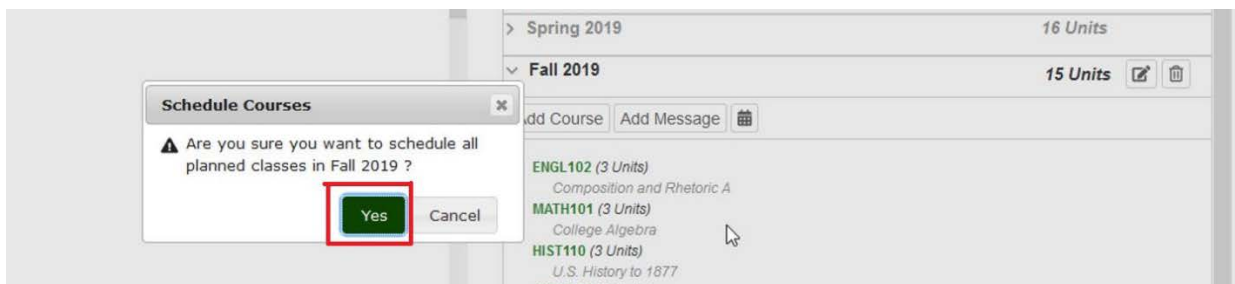 Spring 2019 16 Units
Fall 2019 15 Units
Schedule Courses
Are you sure you want to schedule all
planned classes in Fall 2019 ?
Yes Cancel
Course Add Message
ENGL102 (3 Units)
Composition and Rhetoric A
MATH101 (3 Units)
College Algebra
HIST110 (3 Units)
U.S. History to 1877